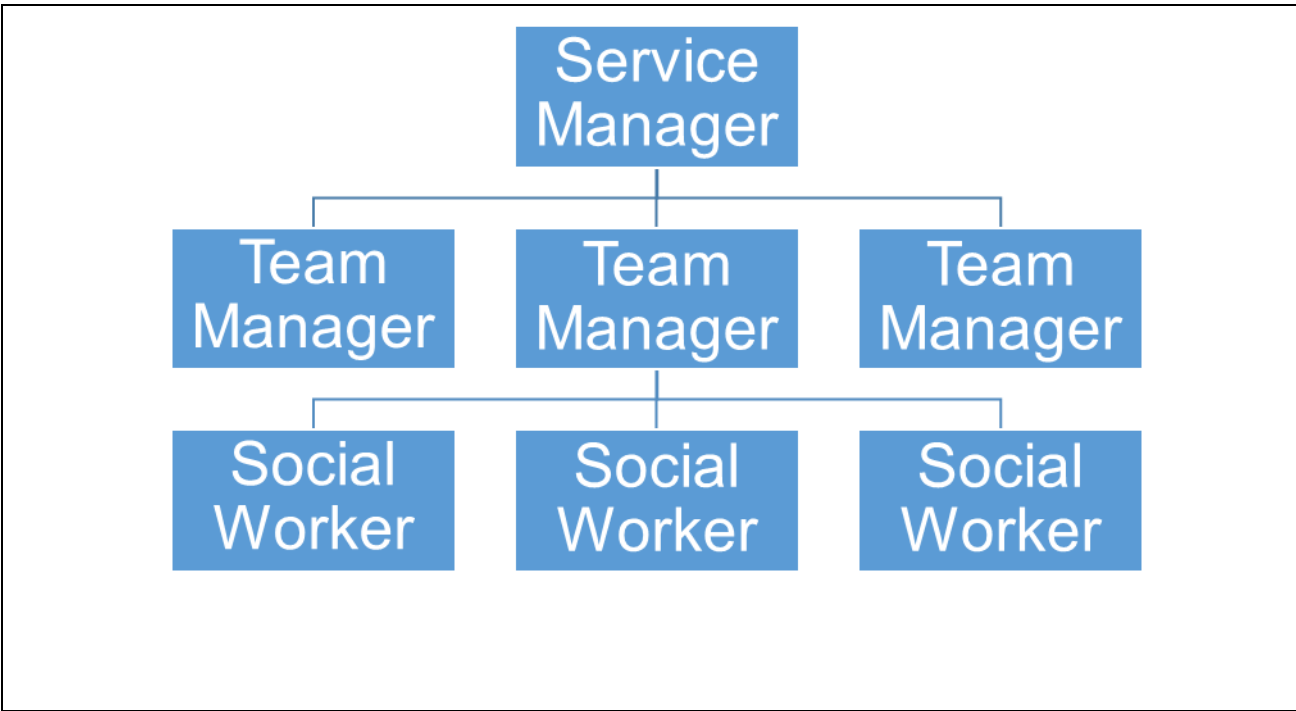 Service
Manager
Team
Manager
Team
Manager
Team
Manager
Social
Worker
Social
Worker
Social
Worker